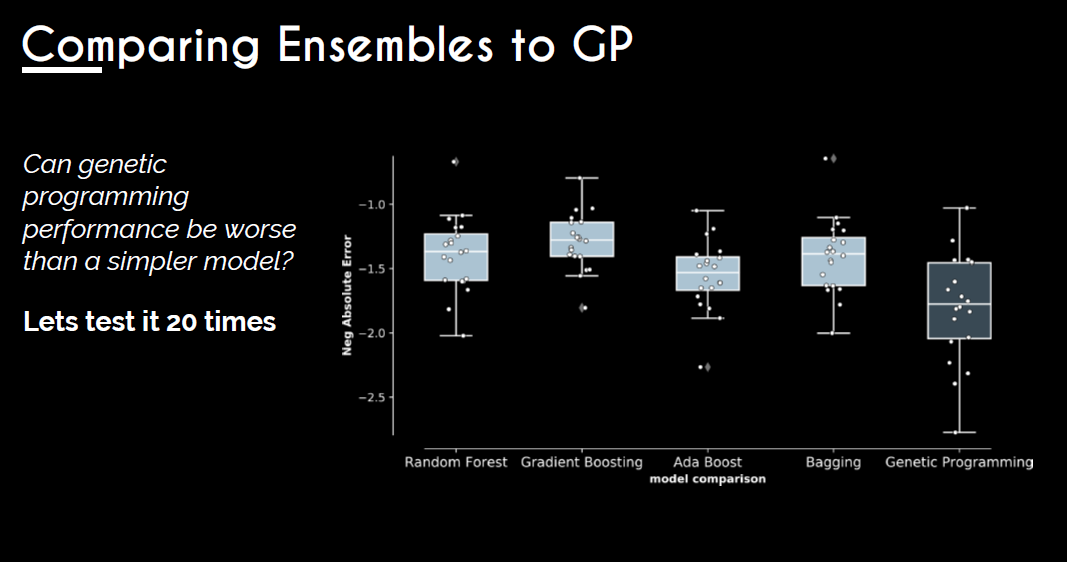 Comparing Ensembles to GP
Can genetic
programming
performance be worse
than a simpler model?
Lets test it 20 times
Neg Absolute Error
−1.0
−1.5
−2.0
−2.5
Random Forest
Gradient Boosting
Ada Boost
Bagging
Genetic Programming
model comparison